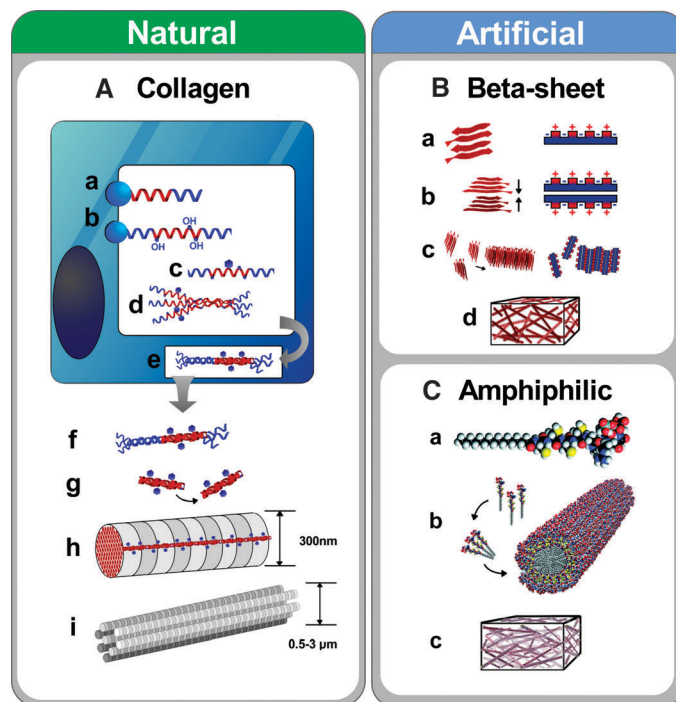 Natural
A Collagen
a
b
OH
OH
OH
c
d
e
f
g
h
300nm
i
0.5-3 µm
Artificial
B Beta-sheet
a
+ + + +
- - - - -
b
+ + + +
- - - - -
- - - - -
+ + + +
c
d
C Amphiphilic
a
b
c